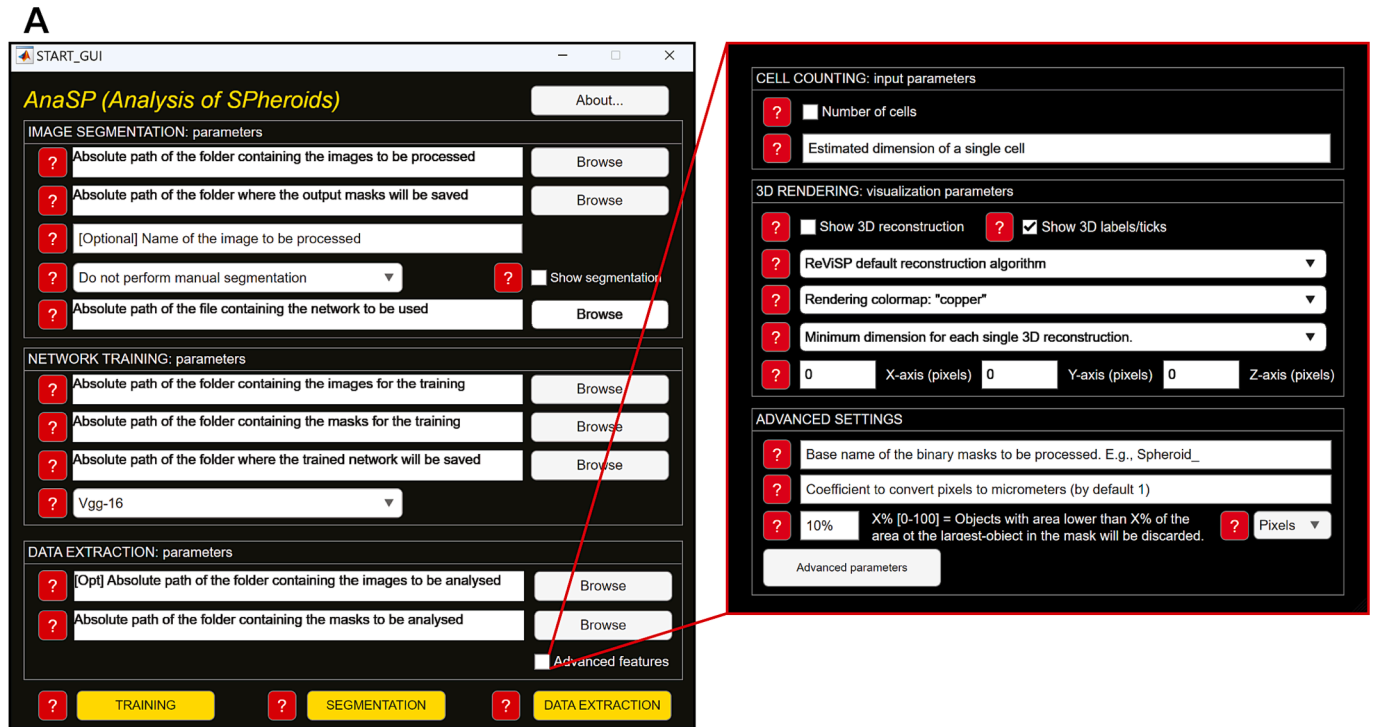 A
START_GUI
AnaSP (Analysis of SPheroids)
About...
IMAGE SEGMENTATION: parameters
? Absolute path of the folder containing the images to be processed Browse
? Absolute path of the folder where the output masks will be saved Browse
? [Optional] Name of the image to be processed
? Do not perform manual segmentation ? Show segmentation
? Absolute path of the file containing the network to be used Browse
NETWORK TRAINING: parameters
? Absolute path of the folder containing the images for the training Browse
? Absolute path of the folder containing the masks for the training Browse
? Absolute path of the folder where the trained network will be saved Browse
? Vgg-16
DATA EXTRACTION: parameters
? [Opt] Absolute path of the folder containing the images to be analysed Browse
? Absolute path of the folder containing the masks to be analysed Browse
Advanced features
? TRAINING ? SEGMENTATION ? DATA EXTRACTION
CELL COUNTING: input parameters
? Number of cells
? Estimated dimension of a single cell
3D RENDERING: visualization parameters
? Show 3D reconstruction ? Show 3D labels/ticks
? ReViSP default reconstruction algorithm
? Rendering colormap: "copper"
? Minimum dimension for each single 3D reconstruction.
? 0 X-axis (pixels) 0 Y-axis (pixels) 0 Z-axis (pixels)
ADVANCED SETTINGS
? Base name of the binary masks to be processed. E.g., Spheroid_
? Coefficient to convert pixels to micrometers (by default 1)
? 10% X% [0-100] = Objects with area lower than X% of the ? Pixels
area of the largest-object in the mask will be discarded.
Advanced parameters